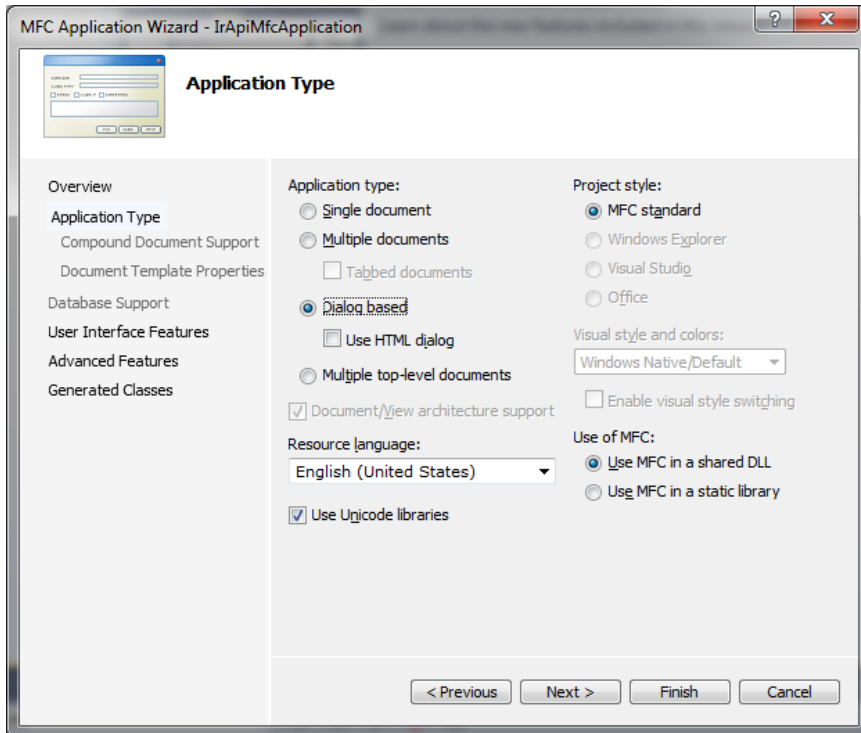 MFC Application Wizard - IrApiMfcApplication
Application Type
Overview
Application Type
Compound Document Support
Document Template Properties
Database Support
User Interface Features
Advanced Features
Generated Classes
Application type:
Single document
Multiple documents
Tabbed documents
Dialog based
Use HTML dialog
Multiple top-level documents
Document/View architecture support
Resource language:
English (United States)
Use Unicode libraries
Project style:
MFC standard
Windows Explorer
Visual Studio
Office
Visual style and colors:
Windows Native/Default
Enable visual style switching
Use of MFC:
Use MFC in a shared DLL
Use MFC in a static library
< Previous
Next >
Finish
Cancel